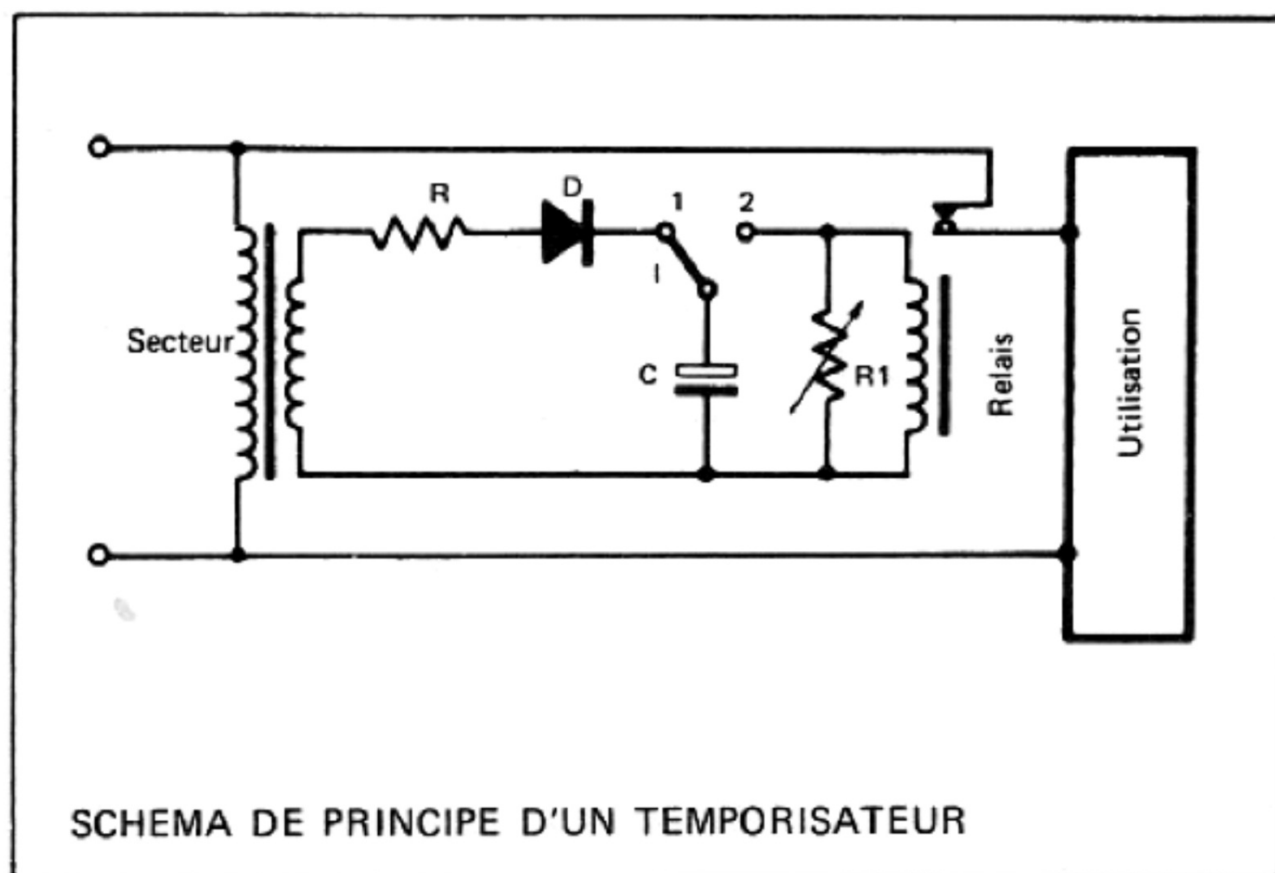 R
D
1
2
I
Secteur
C
R1
Relais
Utilisation
SCHEMA DE PRINCIPE D'UN TEMPORISATEUR